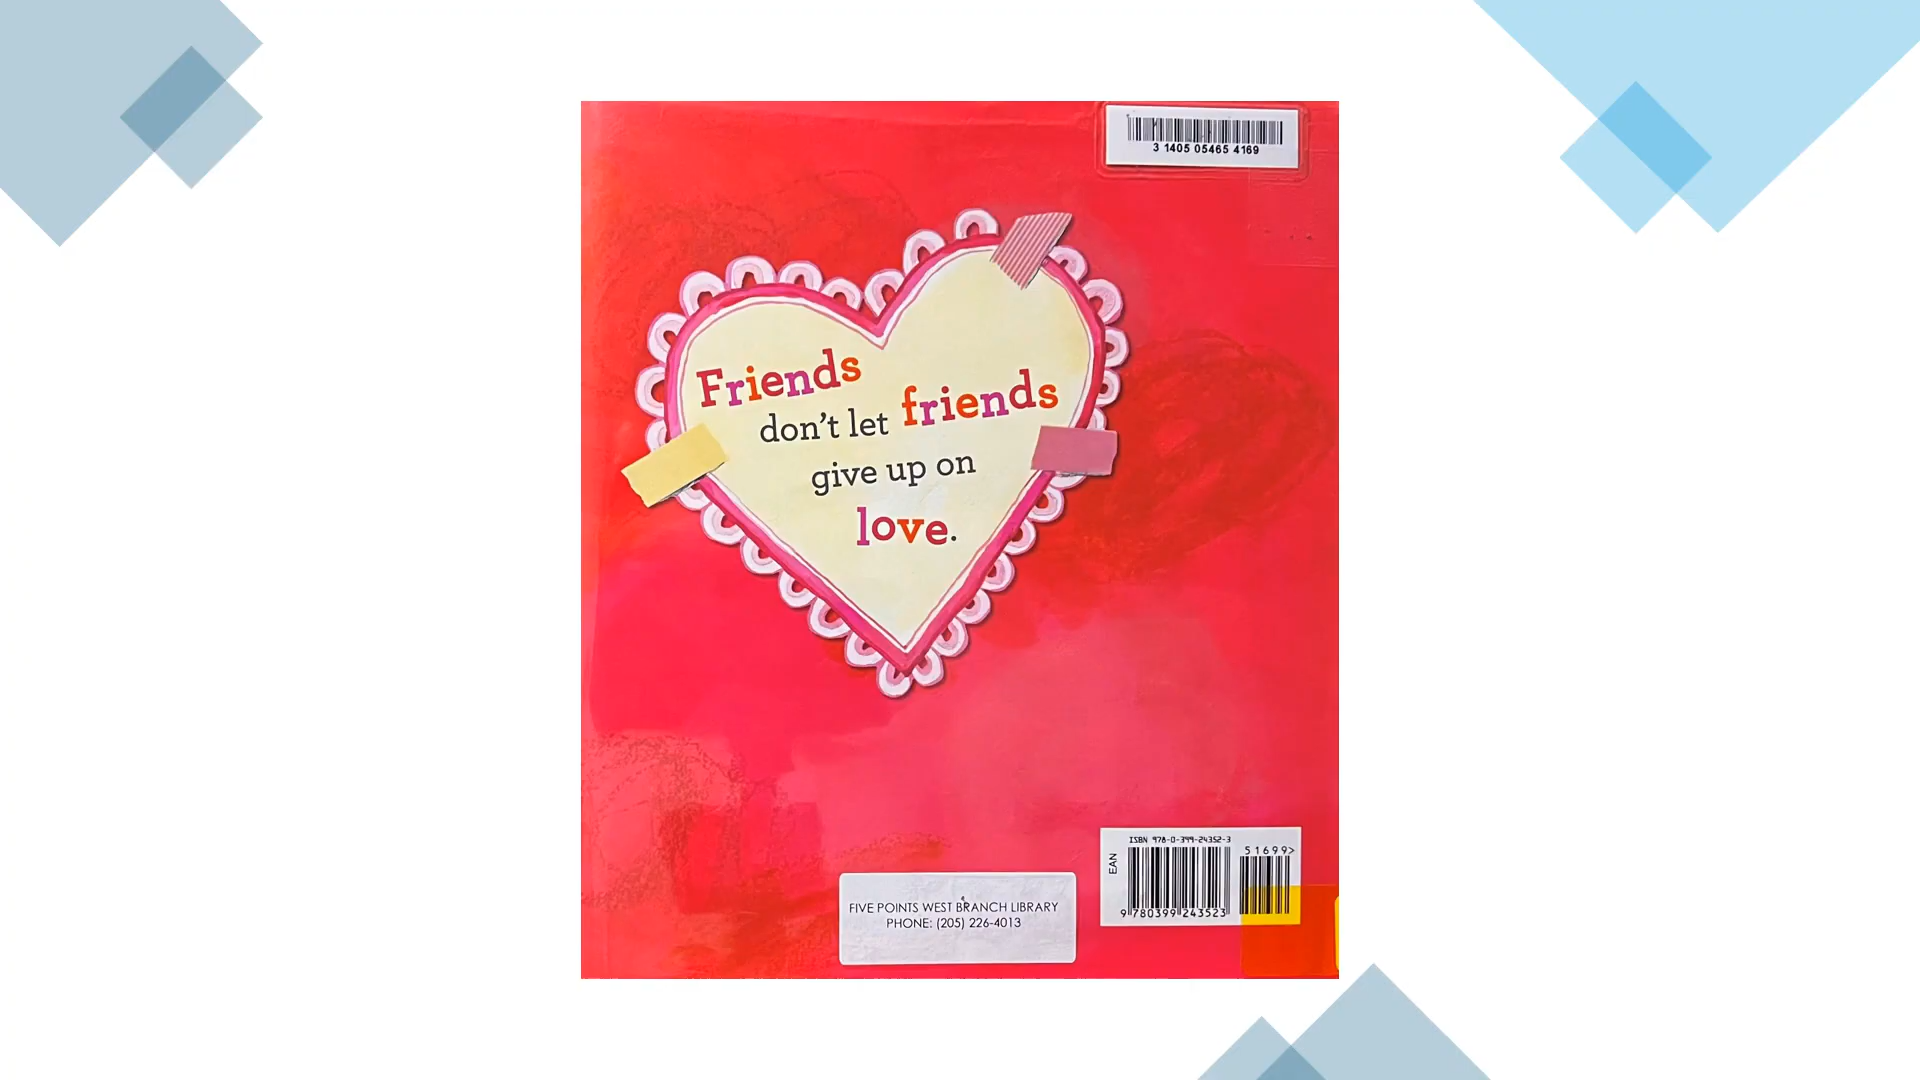 3 1405 05465 4169
Friends
don't let friends
give up on
love.
ISBN 978-0-399-24352-3
51699>
EAN
9 780399 243523
FIVE POINTS WEST BRANCH LIBRARY
PHONE: (205) 226-4013